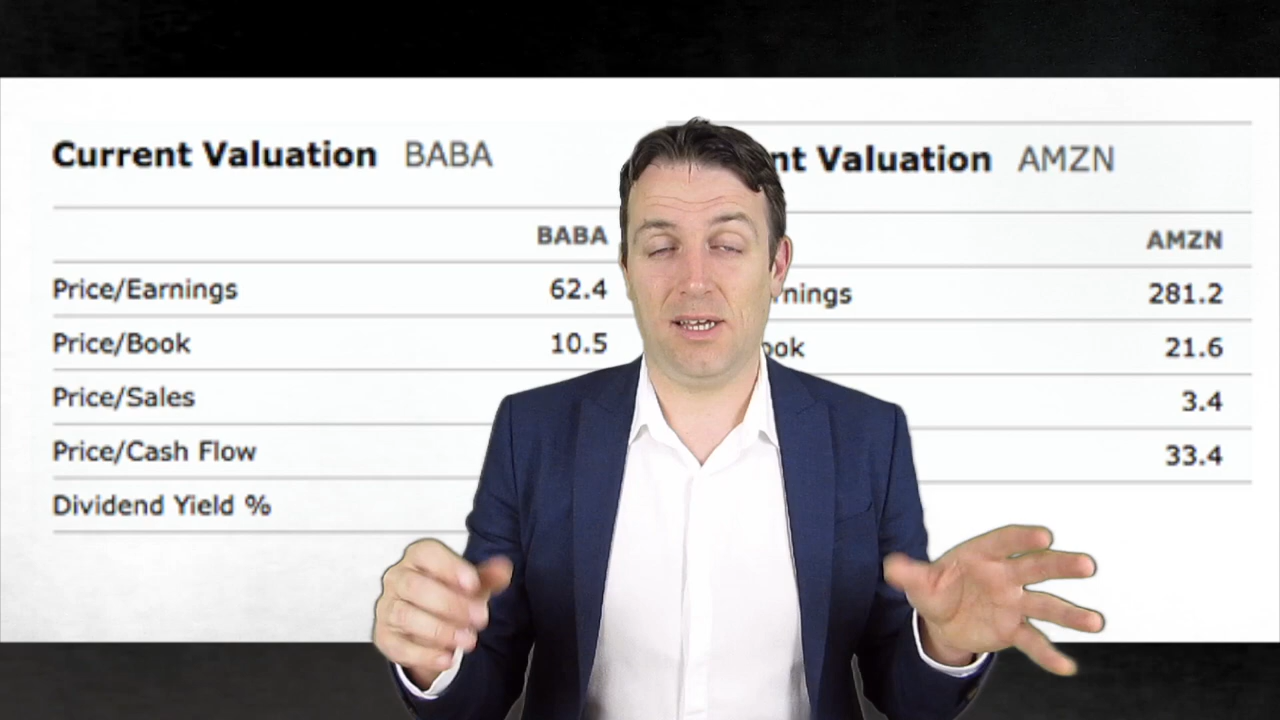 Current Valuation BABA
BABA
Price/Earnings 62.4
Price/Book 10.5
Price/Sales
Price/Cash Flow
Dividend Yield %
nt Valuation AMZN
AMZN
rnings 281.2
ook 21.6
3.4
33.4